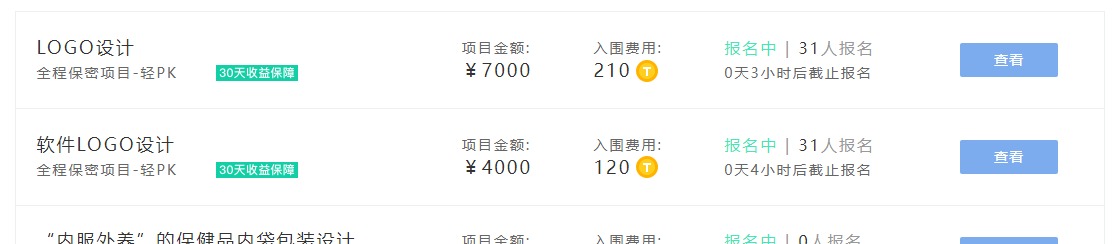 LOGO设计
全程保密项目-轻PK 30天收益保障
项目金额:
￥7000
入围费用:
210 T
报名中 | 31人报名
0天3小时后截止报名
查看
软件LOGO设计
全程保密项目-轻PK 30天收益保障
项目金额:
￥4000
入围费用:
120 T
报名中 | 31人报名
0天4小时后截止报名
查看
“内服外养”的保健品内袋包装设计
项目金额:
入围费用:
报名中 | 0人报名